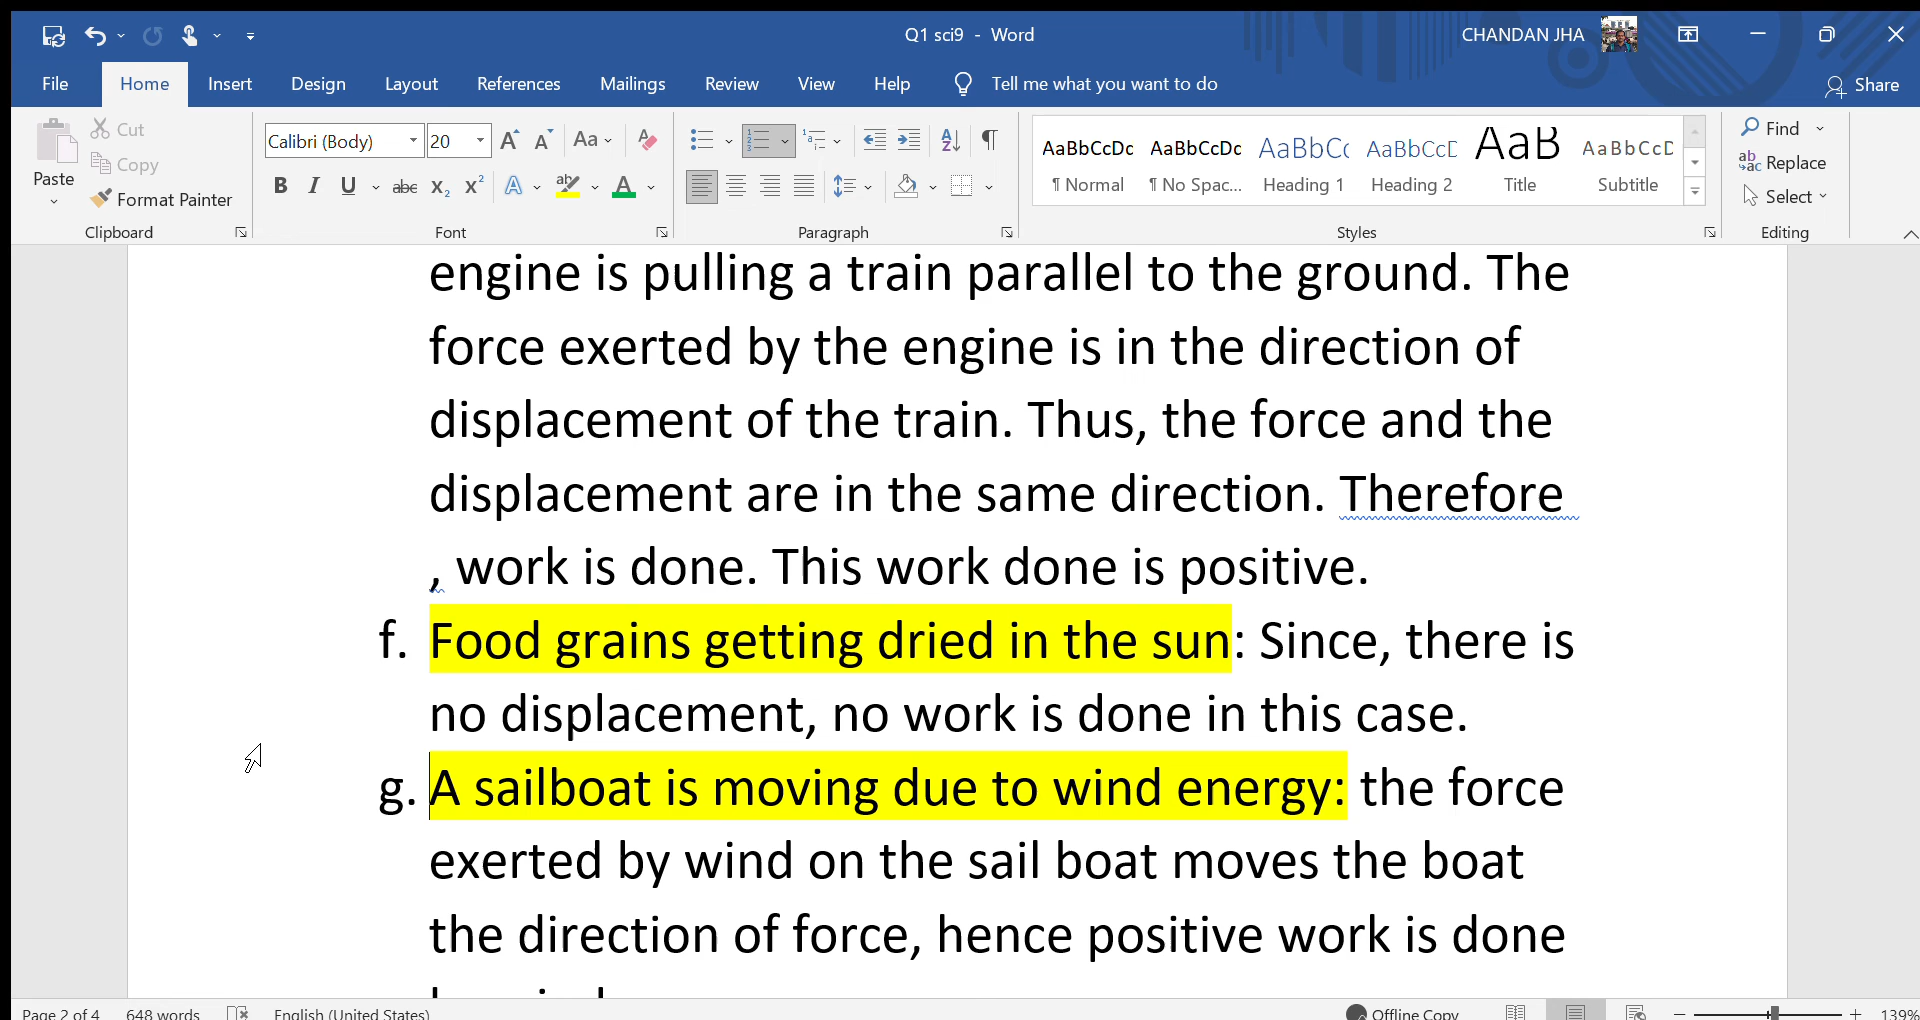 Q1 sci9 - Word
CHANDAN JHA
File Home Insert Design Layout References Mailings Review View Help Tell me what you want to do Share
Paste
Cut
Copy
Format Painter
Clipboard
Calibri (Body) 20
Font
Paragraph
AaBbCcDc AaBbCcDc AaBbCc AaBbCcE AaB AaBbCcD
¶ Normal ¶ No Spac... Heading 1 Heading 2 Title Subtitle
Styles
Find
Replace
Select
Editing
engine is pulling a train parallel to the ground. The
force exerted by the engine is in the direction of
displacement of the train. Thus, the force and the
displacement are in the same direction. Therefore
, work is done. This work done is positive.
f. Food grains getting dried in the sun: Since, there is
no displacement, no work is done in this case.
g. A sailboat is moving due to wind energy: the force
exerted by wind on the sail boat moves the boat
the direction of force, hence positive work is done
Page 2 of 4 648 words English (United States) Offline Copy 139%